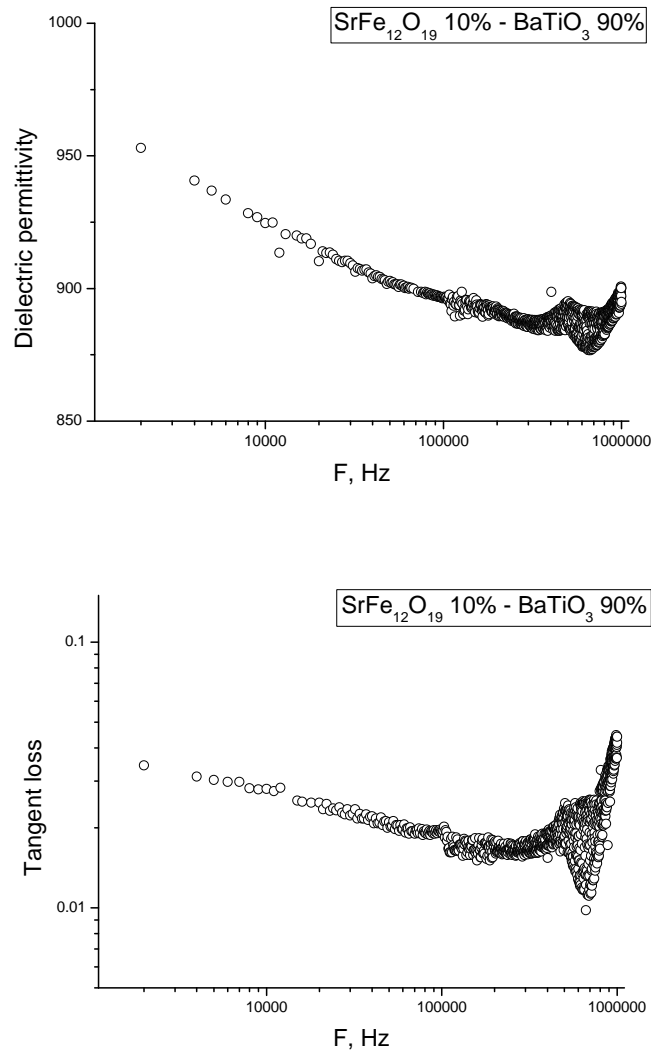 SrFe₁₂O₁₉ 10% - BaTiO₃ 90%
1000
950
900
850
Dielectric permittivity
10000 100000 1000000
F, Hz
SrFe₁₂O₁₉ 10% - BaTiO₃ 90%
0.1
0.01
Tangent loss
10000 100000 1000000
F, Hz